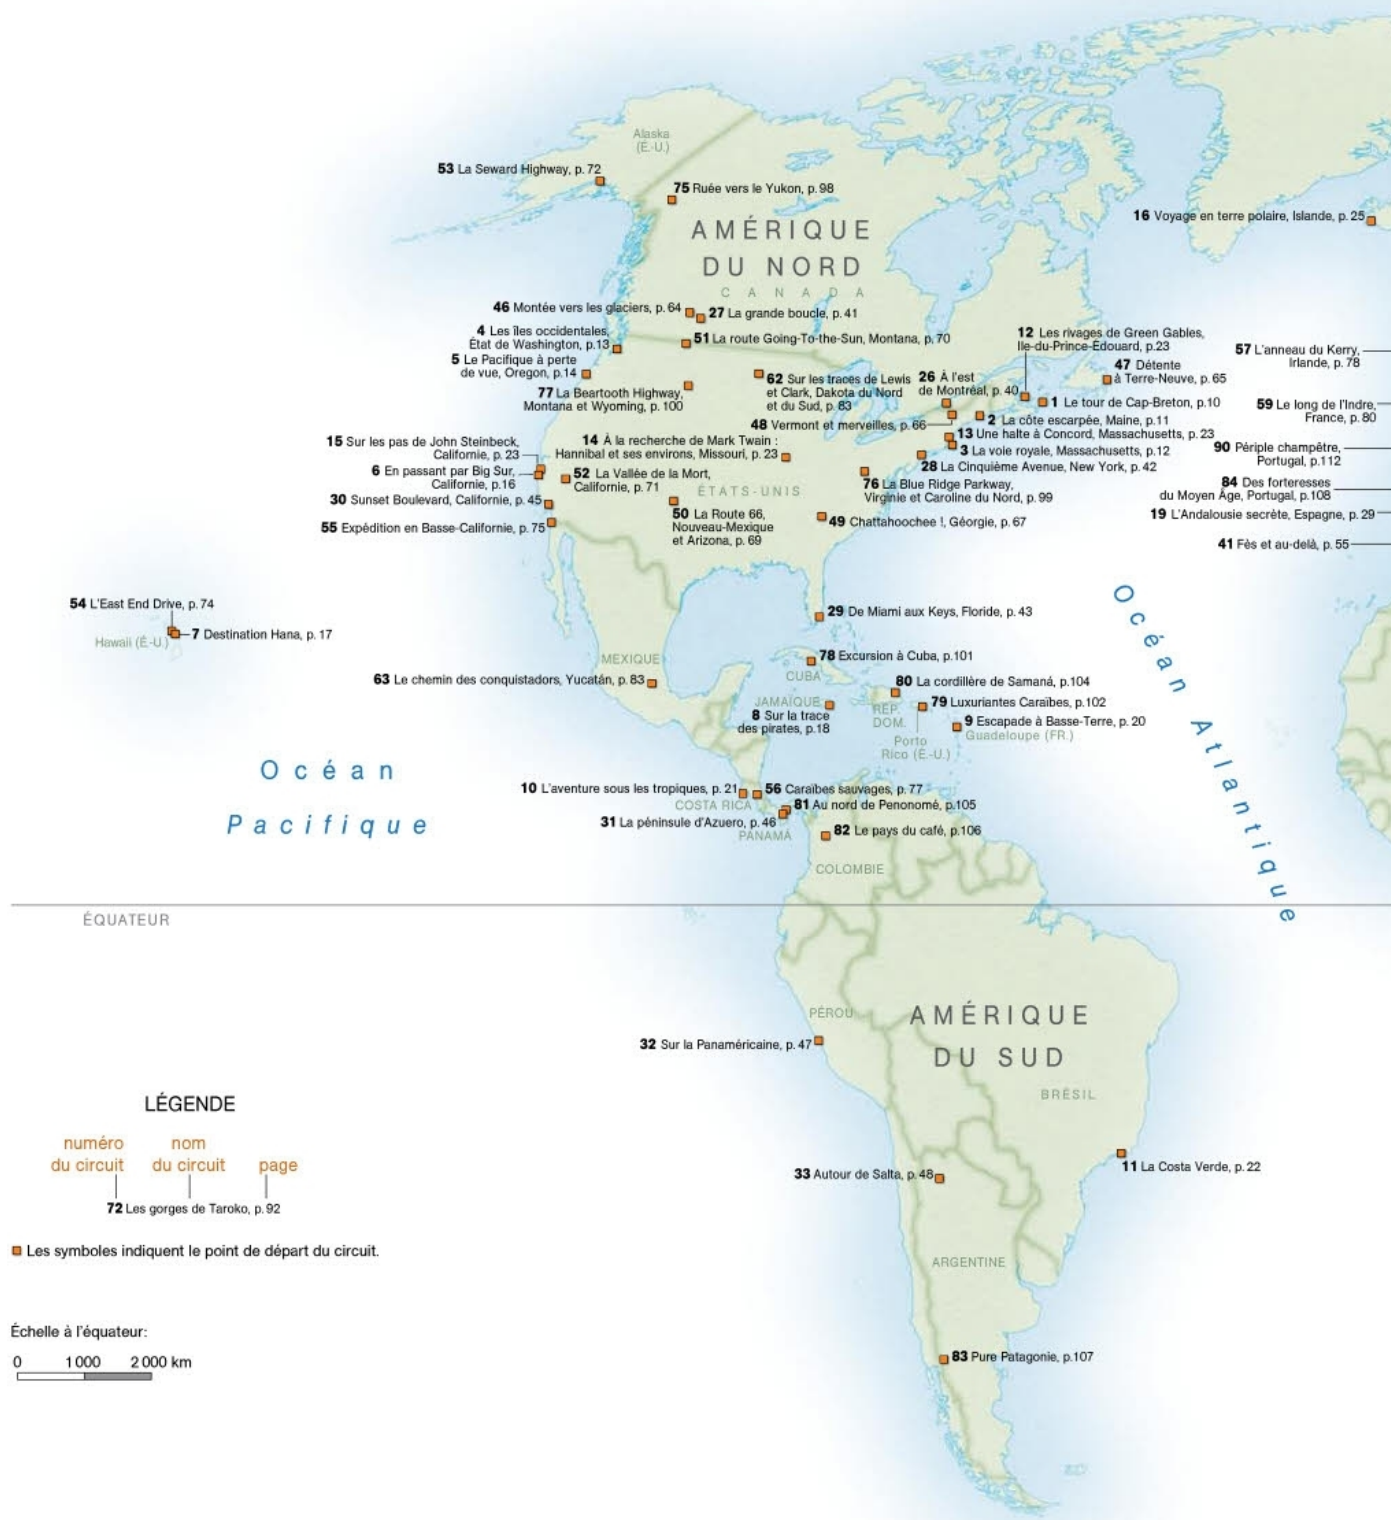 Alaska
(É.-U.)
53 La Seward Highway, p. 72
75 Ruée vers le Yukon, p. 98
16 Voyage en terre polaire, Islande, p. 25
AMÉRIQUE
DU NORD
CANADA
46 Montée vers les glaciers, p. 64
27 La grande boucle, p. 41
4 Les îles occidentales,
État de Washington, p. 13
51 La route Going-To-the-Sun, Montana, p. 70
12 Les rivages de Green Gables,
Ile-du-Prince-Édouard, p.23
57 L'anneau du Kerry,
Irlande, p. 78
5 Le Pacifique à perte
de vue, Oregon, p. 14
47 Détente
à Terre-Neuve, p. 65
62 Sur les traces de Lewis
et Clark, Dakota du Nord
et du Sud, p. 83
26 À l'est
de Montréal, p. 40
77 La Beartooth Highway,
Montana et Wyoming, p. 100
1 Le tour de Cap-Breton, p. 10
59 Le long de l'Indre,
France, p. 80
48 Vermont et merveilles, p. 66
2 La côte escarpée, Maine, p. 11
13 Une halte à Concord, Massachusetts, p. 23
15 Sur les pas de John Steinbeck,
Californie, p. 23
14 À la recherche de Mark Twain :
Hannibal et ses environs, Missouri, p. 23
3 La voie royale, Massachusetts, p. 12
90 Périple champêtre,
Portugal, p.112
6 En passant par Big Sur,
Californie, p.16
52 La Vallée de la Mort,
Californie, p. 71
28 La Cinquième Avenue, New York, p. 42
ÉTATS-UNIS
76 La Blue Ridge Parkway,
Virginie et Caroline du Nord, p. 99
84 Des forteresses
du Moyen Âge, Portugal, p.108
30 Sunset Boulevard, Californie, p. 45
50 La Route 66,
Nouveau-Mexique
et Arizona, p. 69
19 L'Andalousie secrète, Espagne, p. 29
55 Expédition en Basse-Californie, p. 75
49 Chattahoochee !, Géorgie, p. 67
41 Fès et au-delà, p. 55
54 L'East End Drive, p. 74
Hawaii (É.-U.)
7 Destination Hana, p. 17
29 De Miami aux Keys, Floride, p. 43
Océan Atlantique
MEXIQUE
78 Excursion à Cuba, p.101
CUBA
63 Le chemin des conquistadors, Yucatán, p. 83
80 La cordillère de Samaná, p.104
JAMAÏQUE
8 Sur la trace
des pirates, p.18
RÉP.
DOM.
79 Luxuriantes Caraïbes, p.102
9 Escapade à Basse-Terre, p. 20
Guadeloupe (FR.)
Porto
Rico (É.-U.)
Océan
Pacifique
10 L'aventure sous les tropiques, p. 21
56 Caraïbes sauvages, p. 77
COSTA RICA
81 Au nord de Penonomé, p.105
31 La péninsule d'Azuero, p. 46
PANAMÁ
82 Le pays du café, p.106
COLOMBIE
ÉQUATEUR
PÉROU
AMÉRIQUE
DU SUD
32 Sur la Panaméricaine, p. 47
BRÉSIL
11 La Costa Verde, p. 22
33 Autour de Salta, p. 48
ARGENTINE
83 Pure Patagonie, p.107
LÉGENDE
numéro
du circuit
nom
du circuit
page
72 Les gorges de Taroko, p. 92
Les symboles indiquent le point de départ du circuit.
Échelle à l'équateur:
0 1 000 2 000 km